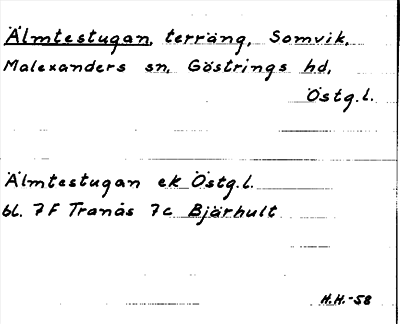 Älmtestugan, terräng, Somvik,
Malexanders sn, Göstrings hd,
Östg.l.
Älmtestugan ek Östg.l.
bl. 7F Tranås 7c Bjärhult
H.H.-58